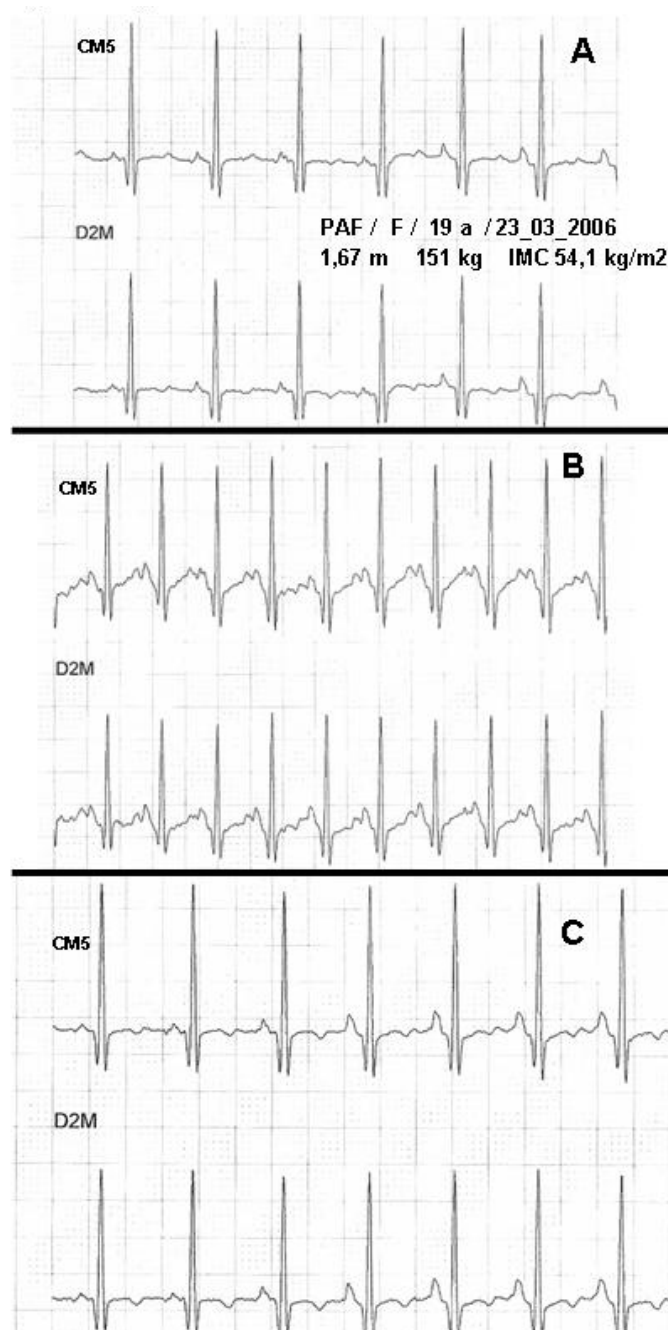 CM5
A
D2M
PAF / F / 19 a / 23_03_2006
1,67 m 151 kg IMC 54,1 kg/m2
B
CM5
D2M
C
CM5
D2M